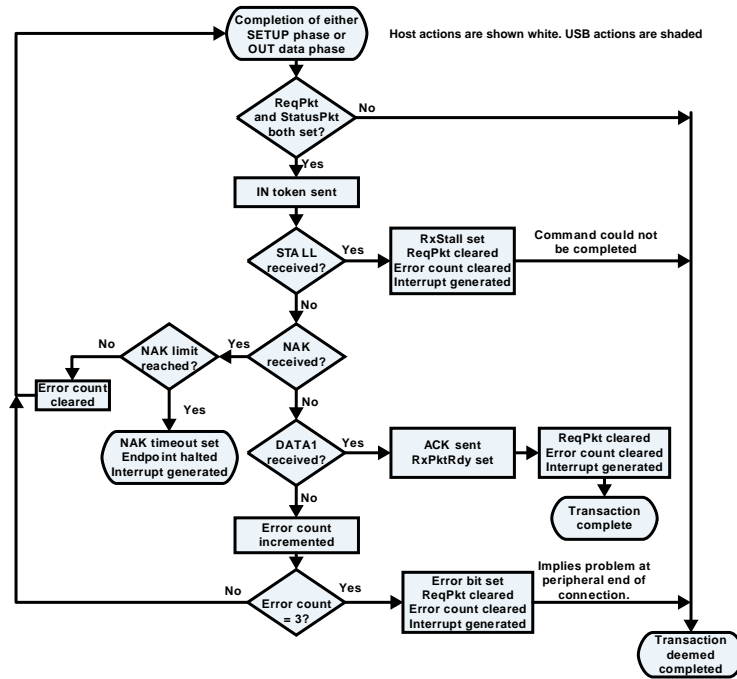 Completion of either
SETUP phase or
OUT data phase
Host actions are shown white. USB actions are shaded
ReqPkt
and StatusPkt
both set?
No
Yes
IN token sent
STALL
received?
Yes
RxStall set
ReqPkt cleared
Error count cleared
Interrupt generated
Command could not
be completed
No
NAK
received?
Yes
NAK limit
reached?
No
Error count
cleared
Yes
NAK timeout set
Endpoint halted
Interrupt generated
No
DATA1
received?
Yes
ACK sent
RxPktRdy set
ReqPkt cleared
Error count cleared
Interrupt generated
Transaction
complete
No
Error count
incremented
Error count
= 3?
No
Yes
Error bit set
ReqPkt cleared
Error count cleared
Interrupt generated
Implies problem at
peripheral end of
connection.
Transaction
deemed
completed